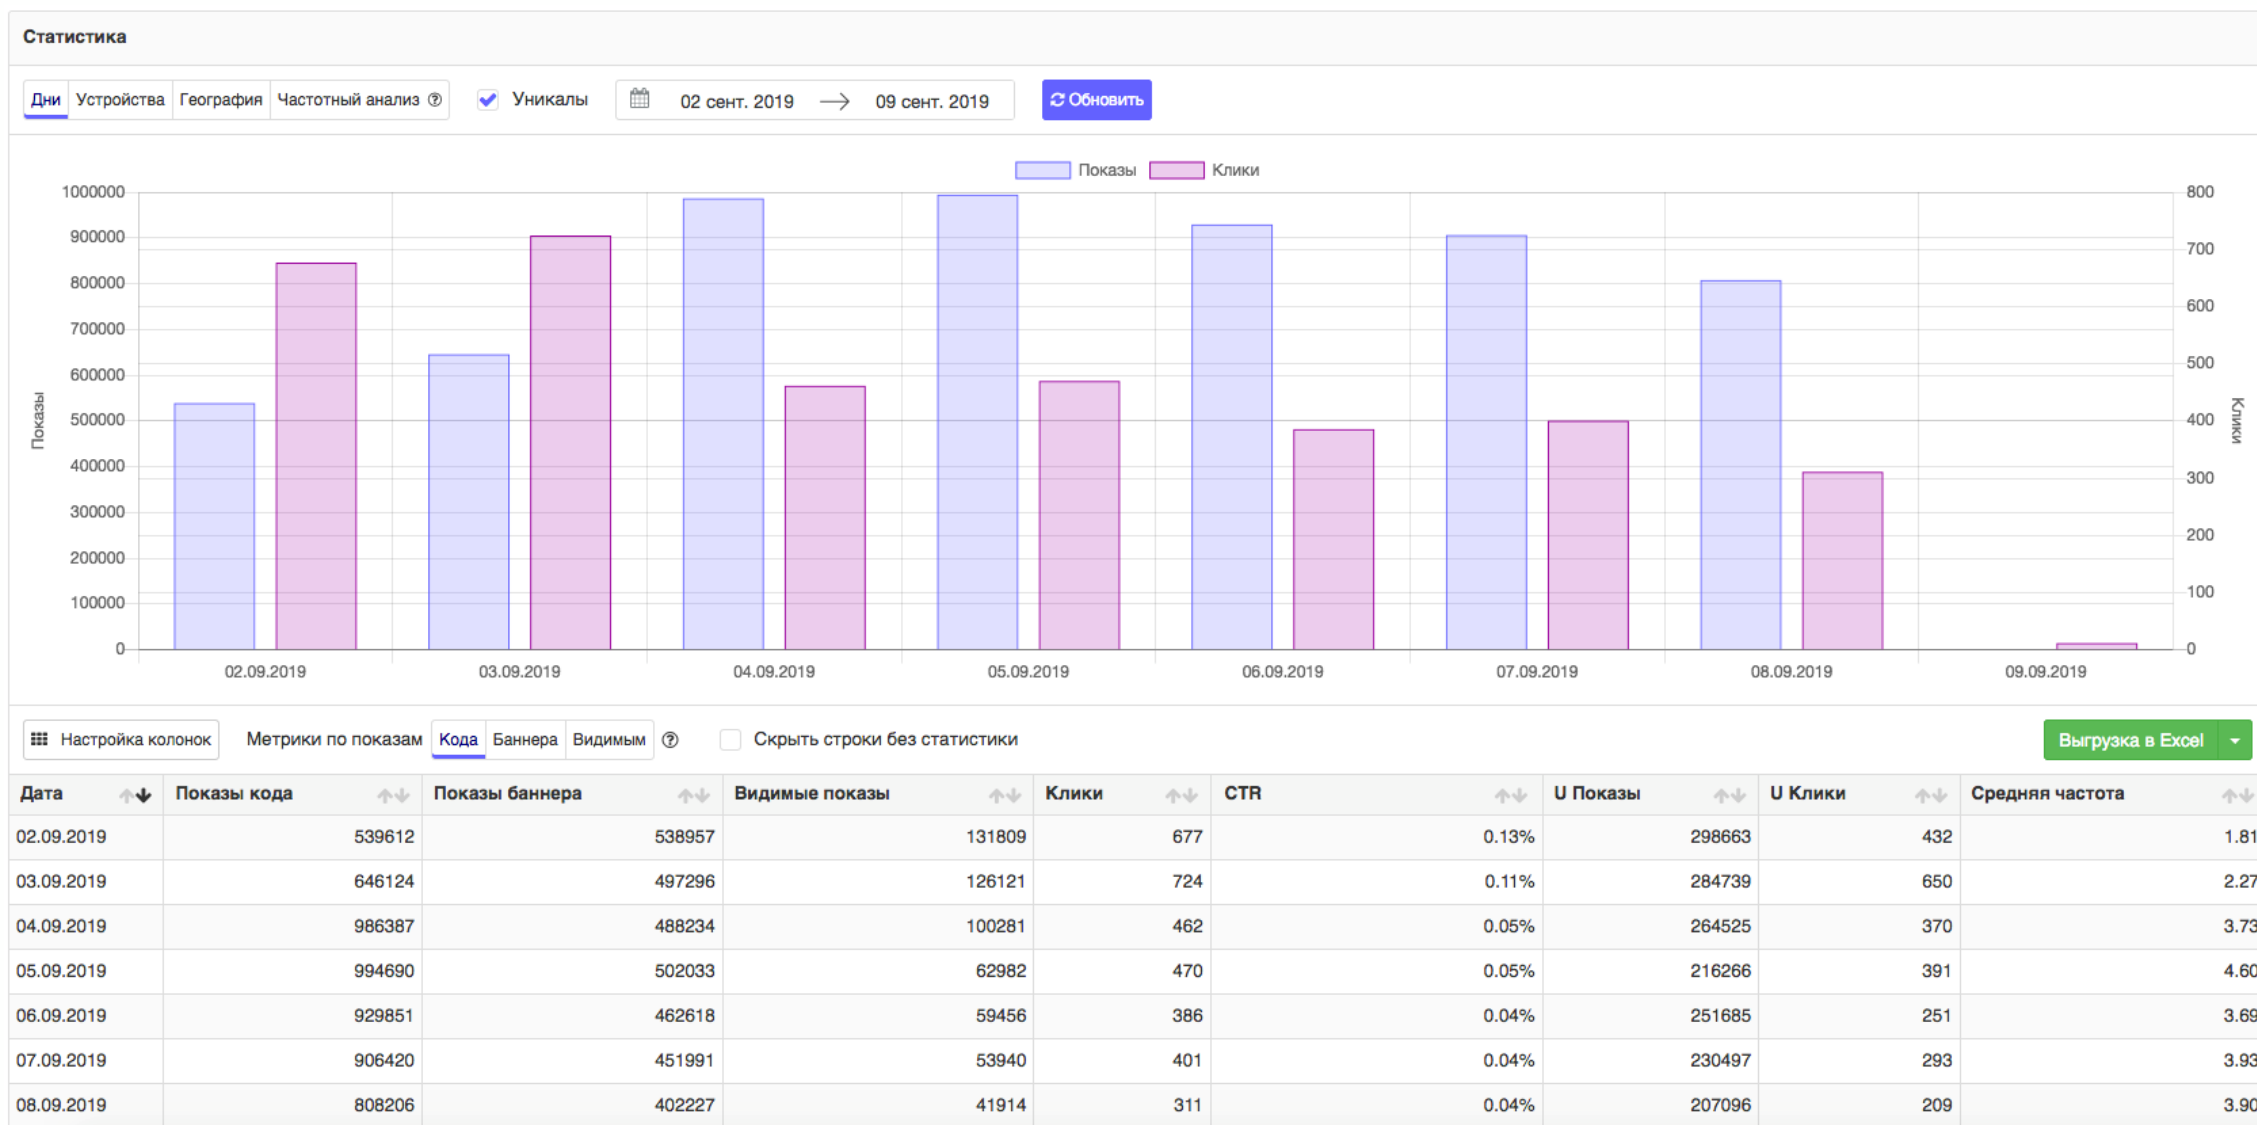 Статистика
Дни Устройства География Частотный анализ ? Уникалы 02 сент. 2019 → 09 сент. 2019 Обновить
Показы Клики
1000000 800
900000 700
800000 600
700000 500
600000 400
500000 300
400000 200
300000 100
200000 0
100000
0
Показы
Клики
02.09.2019 03.09.2019 04.09.2019 05.09.2019 06.09.2019 07.09.2019 08.09.2019 09.09.2019
Настройка колонок Метрики по показам Кода Баннера Видимым ? Скрыть строки без статистики Выгрузка в Excel
Дата Показы кода Показы баннера Видимые показы Клики CTR U Показы U Клики Средняя частота
02.09.2019 539612 538957 131809 677 0.13% 298663 432 1.81
03.09.2019 646124 497296 126121 724 0.11% 284739 650 2.27
04.09.2019 986387 488234 100281 462 0.05% 264525 370 3.73
05.09.2019 994690 502033 62982 470 0.05% 216266 391 4.60
06.09.2019 929851 462618 59456 386 0.04% 251685 251 3.69
07.09.2019 906420 451991 53940 401 0.04% 230497 293 3.93
08.09.2019 808206 402227 41914 311 0.04% 207096 209 3.90